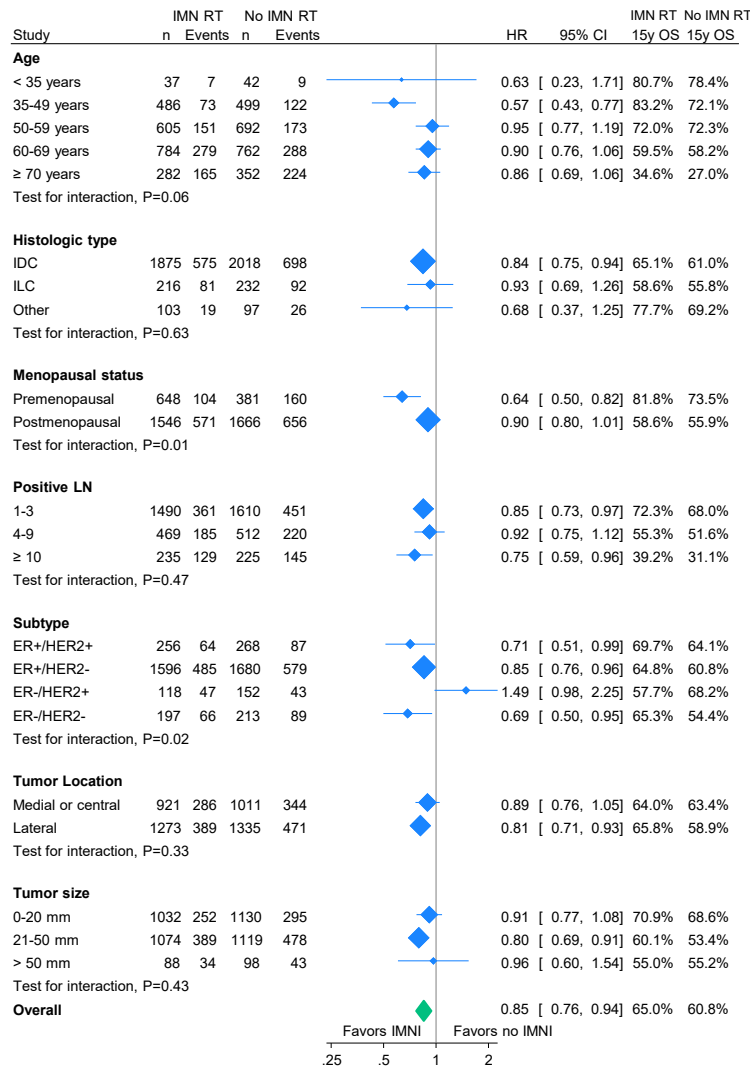 IMN RT No IMN RT IMN RT No IMN RT
Study n Events n Events HR 95% CI 15y OS 15y OS
Age
< 35 years 37 7 42 9 0.63 [ 0.23, 1.71] 80.7% 78.4%
35-49 years 486 73 499 122 0.57 [ 0.43, 0.77] 83.2% 72.1%
50-59 years 605 151 692 173 0.95 [ 0.77, 1.19] 72.0% 72.3%
60-69 years 784 279 762 288 0.90 [ 0.76, 1.06] 59.5% 58.2%
≥ 70 years 282 165 352 224 0.86 [ 0.69, 1.06] 34.6% 27.0%
Test for interaction, P=0.06
Histologic type
IDC 1875 575 2018 698 0.84 [ 0.75, 0.94] 65.1% 61.0%
ILC 216 81 232 92 0.93 [ 0.69, 1.26] 58.6% 55.8%
Other 103 19 97 26 0.68 [ 0.37, 1.25] 77.7% 69.2%
Test for interaction, P=0.63
Menopausal status
Premenopausal 648 104 381 160 0.64 [ 0.50, 0.82] 81.8% 73.5%
Postmenopausal 1546 571 1666 656 0.90 [ 0.80, 1.01] 58.6% 55.9%
Test for interaction, P=0.01
Positive LN
1-3 1490 361 1610 451 0.85 [ 0.73, 0.97] 72.3% 68.0%
4-9 469 185 512 220 0.92 [ 0.75, 1.12] 55.3% 51.6%
≥ 10 235 129 225 145 0.75 [ 0.59, 0.96] 39.2% 31.1%
Test for interaction, P=0.47
Subtype
ER+/HER2+ 256 64 268 87 0.71 [ 0.51, 0.99] 69.7% 64.1%
ER+/HER2- 1596 485 1680 579 0.85 [ 0.76, 0.96] 64.8% 60.8%
ER-/HER2+ 118 47 152 43 1.49 [ 0.98, 2.25] 57.7% 68.2%
ER-/HER2- 197 66 213 89 0.69 [ 0.50, 0.95] 65.3% 54.4%
Test for interaction, P=0.02
Tumor Location
Medial or central 921 286 1011 344 0.89 [ 0.76, 1.05] 64.0% 63.4%
Lateral 1273 389 1335 471 0.81 [ 0.71, 0.93] 65.8% 58.9%
Test for interaction, P=0.33
Tumor size
0-20 mm 1032 252 1130 295 0.91 [ 0.77, 1.08] 70.9% 68.6%
21-50 mm 1074 389 1119 478 0.80 [ 0.69, 0.91] 60.1% 53.4%
> 50 mm 88 34 98 43 0.96 [ 0.60, 1.54] 55.0% 55.2%
Test for interaction, P=0.43
Overall 0.85 [ 0.76, 0.94] 65.0% 60.8%
Favors IMNI Favors no IMNI
.25 .5 1 2